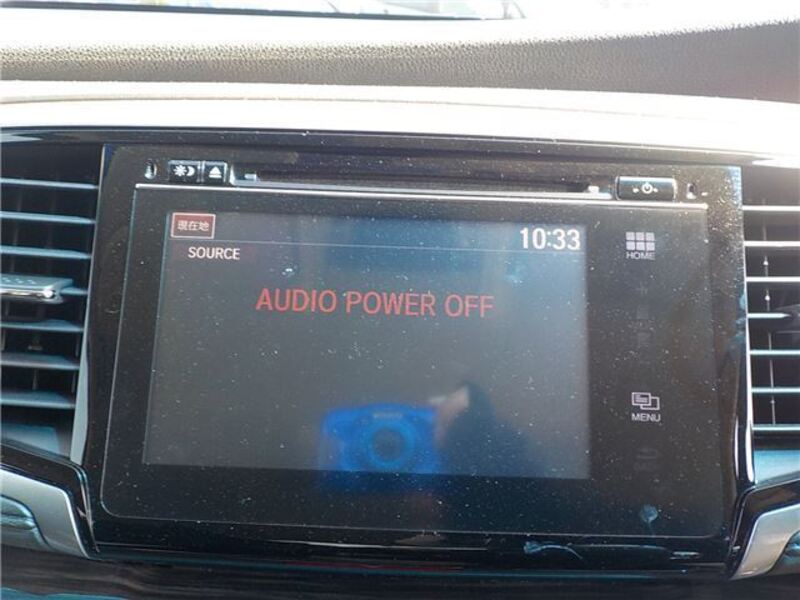 現在地
10:33
SOURCE
AUDIO POWER OFF
HOME
MENU